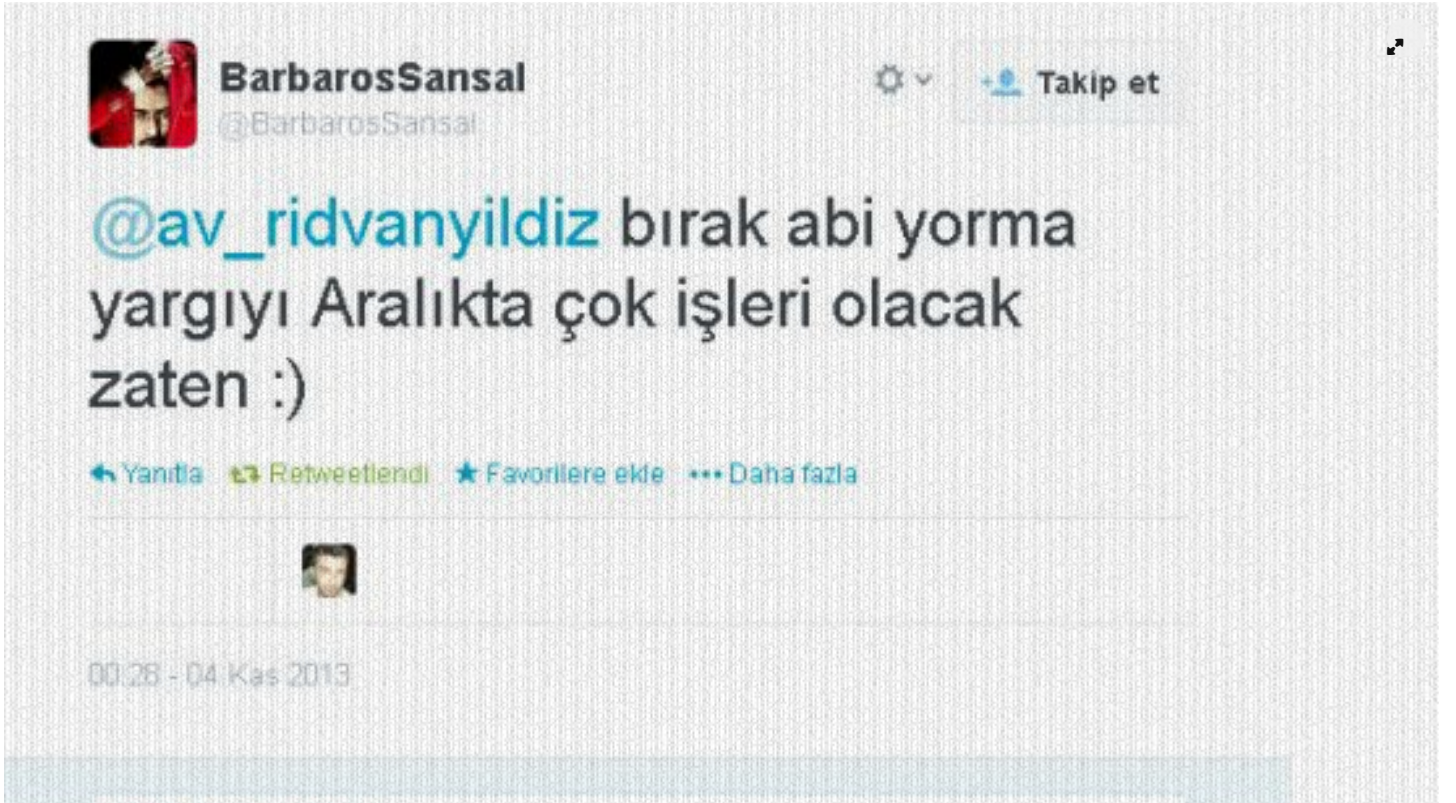 BarbarosSansal
@BarbarosSansal
Takip et
@av_ridvanyildiz bırak abi yorma
yargıyı Aralıkta çok işleri olacak
zaten :)
Yanıtla Retweetlendi Favorilere ekle ••• Daha fazla
00:28 - 04 Kas 2013